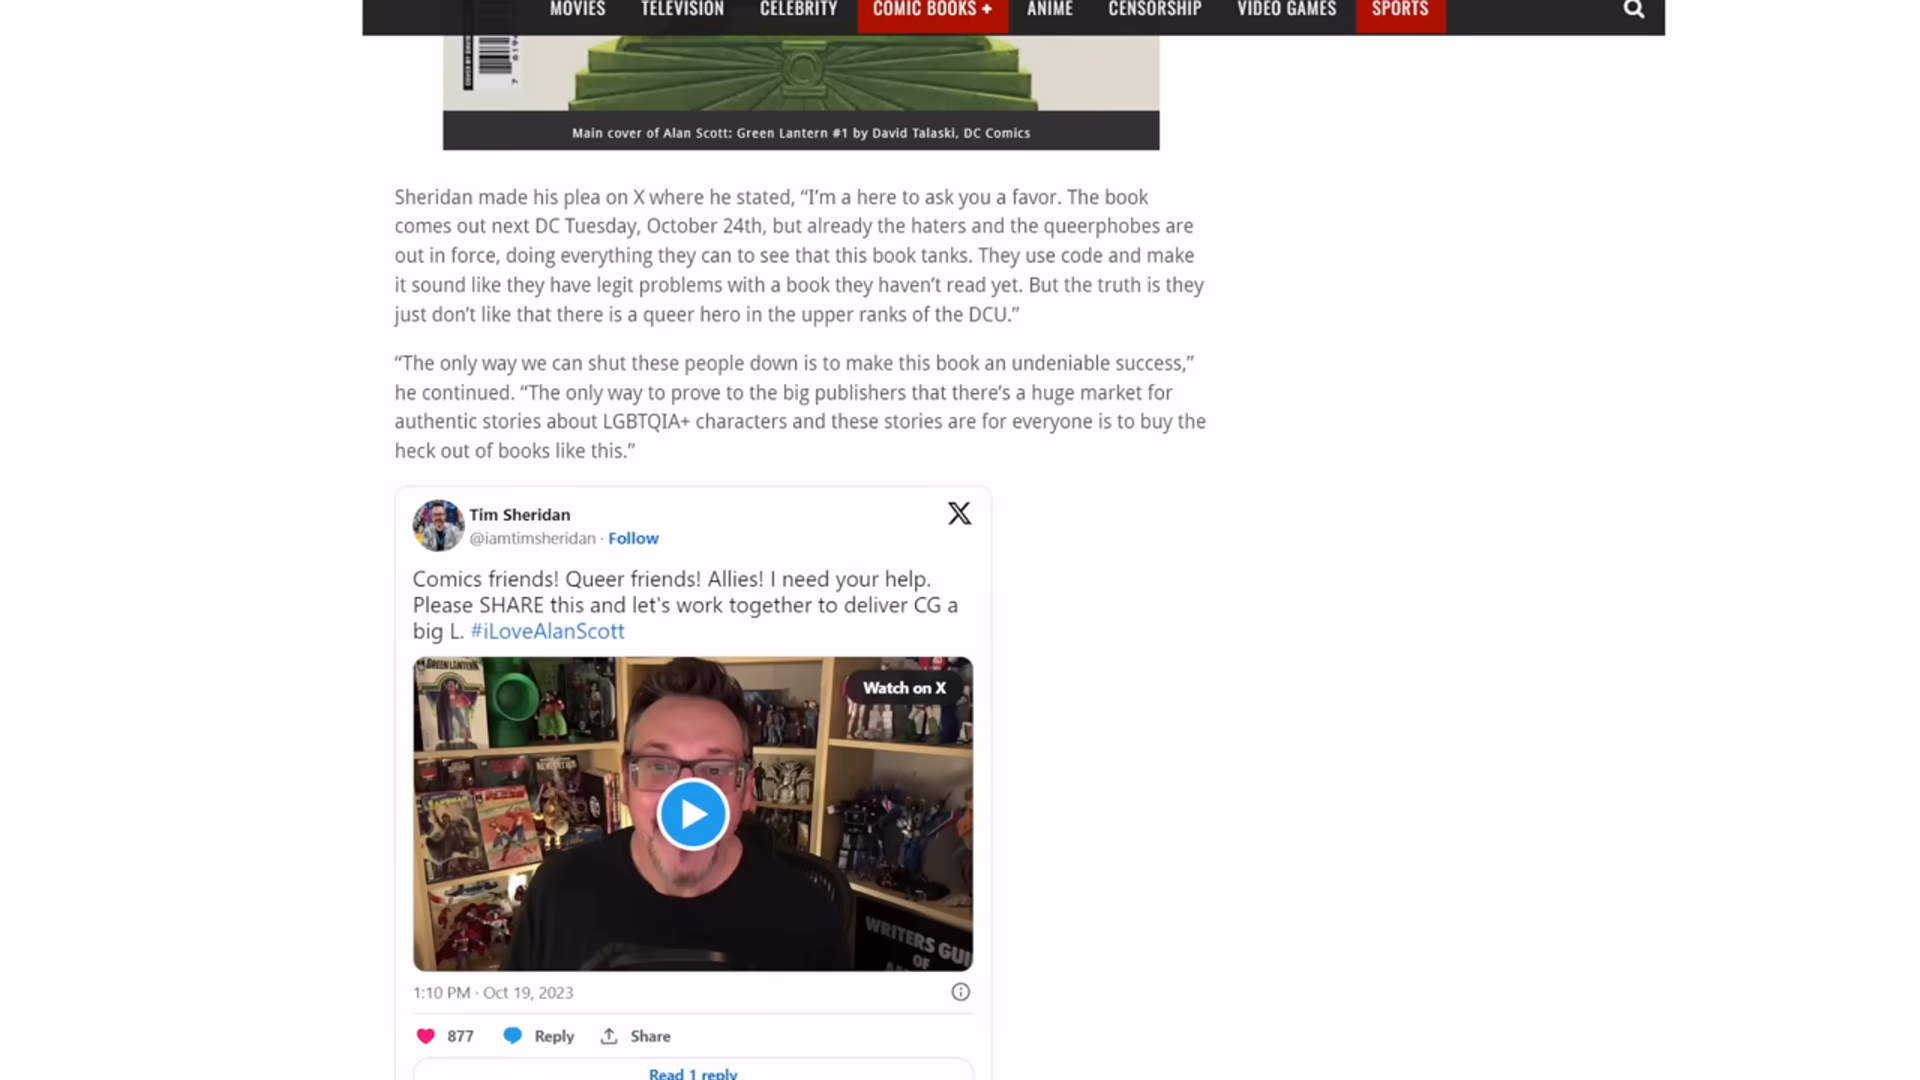 MOVIES TELEVISION CELEBRITY COMIC BOOKS + ANIME CENSORSHIP VIDEO GAMES SPORTS
Main cover of Alan Scott: Green Lantern #1 by David Talaski, DC Comics
Sheridan made his plea on X where he stated, “I’m a here to ask you a favor. The book
comes out next DC Tuesday, October 24th, but already the haters and the queerphobes are
out in force, doing everything they can to see that this book tanks. They use code and make
it sound like they have legit problems with a book they haven’t read yet. But the truth is they
just don’t like that there is a queer hero in the upper ranks of the DCU.”
“The only way we can shut these people down is to make this book an undeniable success,”
he continued. “The only way to prove to the big publishers that there’s a huge market for
authentic stories about LGBTQIA+ characters and these stories are for everyone is to buy the
heck out of books like this.”
Tim Sheridan
@iamtimsheridan · Follow
Comics friends! Queer friends! Allies! I need your help.
Please SHARE this and let's work together to deliver CG a
big L. #iLoveAlanScott
GREEN LANTERN
Watch on X
WRITERS GUI
OF
1:10 PM · Oct 19, 2023
877 Reply Share
Read 1 reply